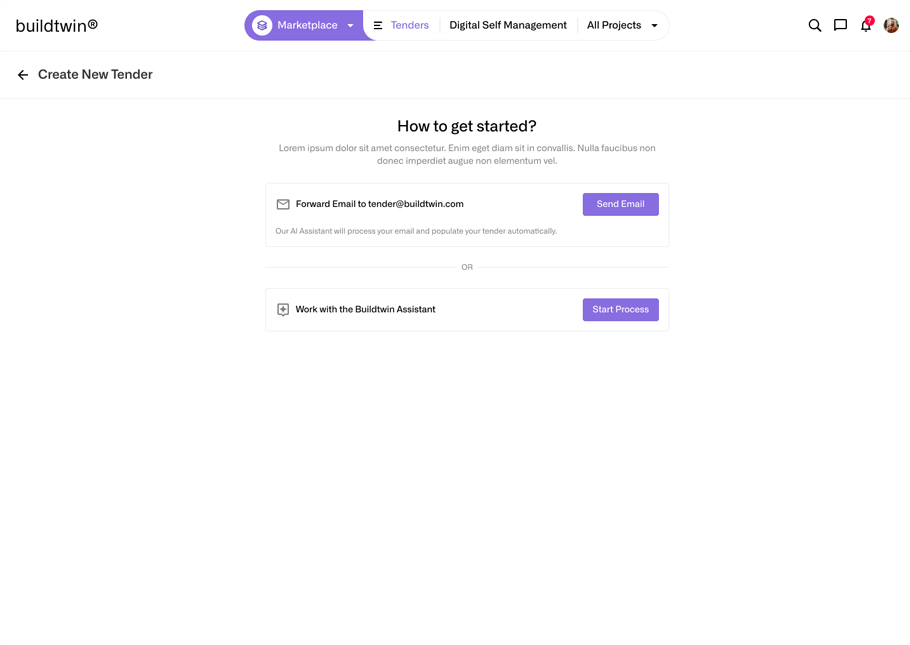 buildtwin®
Marketplace
Tenders
Digital Self Management
All Projects
7
Create New Tender
How to get started?
Lorem ipsum dolor sit amet consectetur. Enim eget diam sit in convallis. Nulla faucibus non
donec imperdiet augue non elementum vel.
Forward Email to tender@buildtwin.com
Send Email
Our AI Assistant will process your email and populate your tender automatically.
OR
Work with the Buildtwin Assistant
Start Process